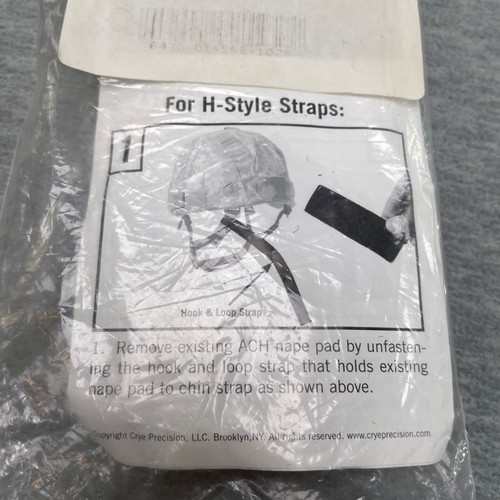 For H-Style Straps:
1
Hook & Loop Strap
1. Remove existing ACH nape pad by unfasten-
ing the hook and loop strap that holds existing
nape pad to chin strap as shown above.
Copyright Crye Precision, LLC. Brooklyn,NY. All rights reserved. www.cryeprecision.com